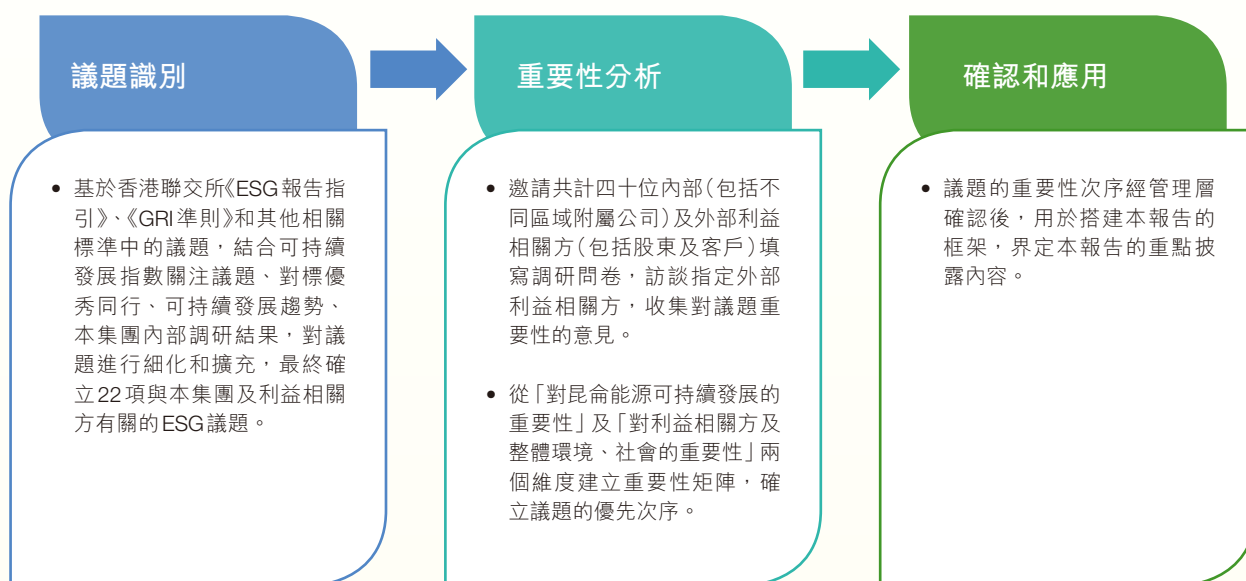 議題識別
• 基於香港聯交所《ESG報告指
引》、《GRI準則》和其他相關
標準中的議題，結合可持續
發展指數關注議題、對標優
秀同行、可持續發展趨勢、
本集團內部調研結果，對議
題進行細化和擴充，最終確
立22項與本集團及利益相關
方有關的ESG議題。
重要性分析
• 邀請共計四十位內部（包括不
同區域附屬公司）及外部利益
相關方（包括股東及客戶）填
寫調研問卷，訪談指定外部
利益相關方，收集對議題重
要性的意見。
• 從「對昆侖能源可持續發展的
重要性」及「對利益相關方及
整體環境、社會的重要性」兩
個維度建立重要性矩陣，確
立議題的優先次序。
確認和應用
• 議題的重要性次序經管理層
確認後，用於搭建本報告的
框架，界定本報告的重點披
露內容。